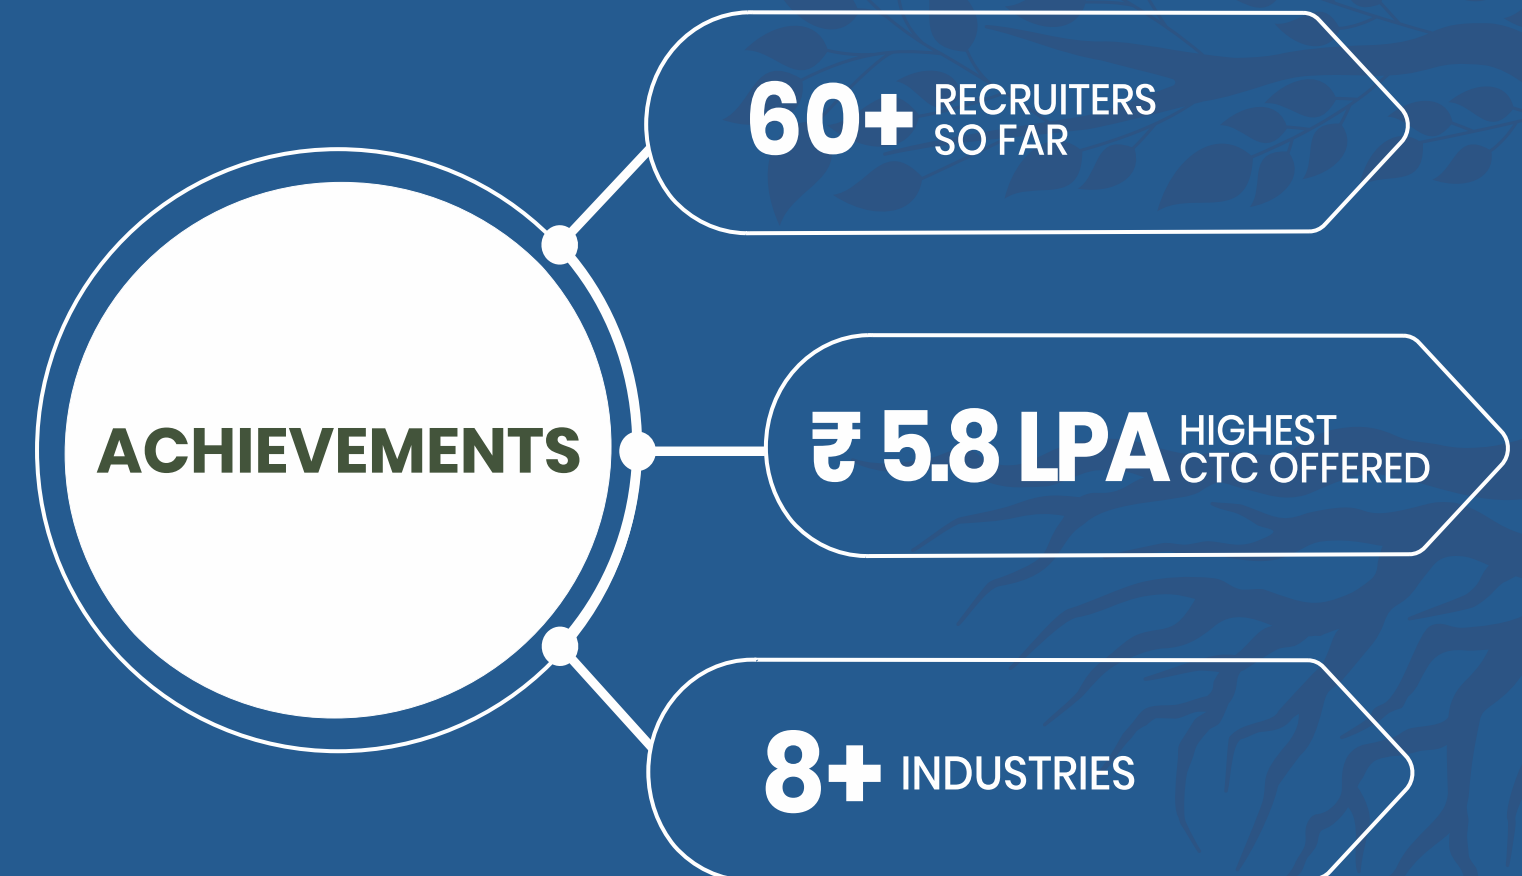 60+ RECRUITERS
SO FAR
ACHIEVEMENTS
₹ 5.8 LPA HIGHEST
CTC OFFERED
8+ INDUSTRIES